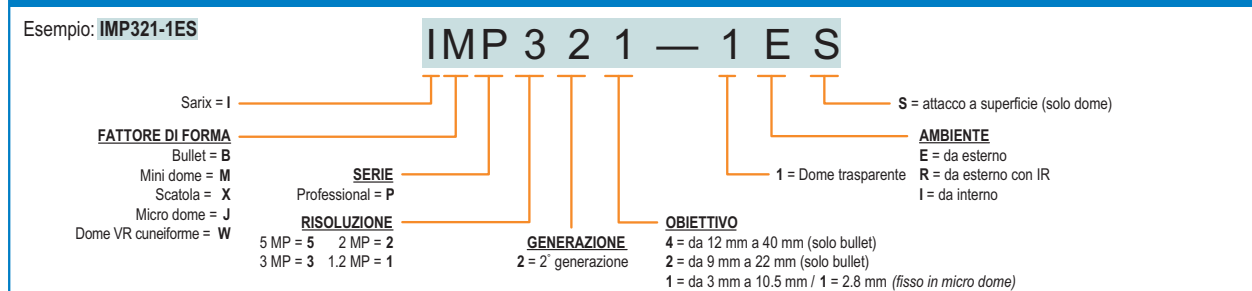 Esempio: IMP321-1ES
IMP321—1ES
Sarix = I
FATTORE DI FORMA
Bullet = B
Mini dome = M
Scatola = X
Micro dome = J
Dome VR cuneiforme = W
SERIE
Professional = P
RISOLUZIONE
5 MP = 5 2 MP = 2
3 MP = 3 1.2 MP = 1
GENERAZIONE
2 = 2° generazione
OBIETTIVO
4 = da 12 mm a 40 mm (solo bullet)
2 = da 9 mm a 22 mm (solo bullet)
1 = da 3 mm a 10.5 mm / 1 = 2.8 mm (fisso in micro dome)
1 = Dome trasparente
S = attacco a superficie (solo dome)
AMBIENTE
E = da esterno
R = da esterno con IR
I = da interno